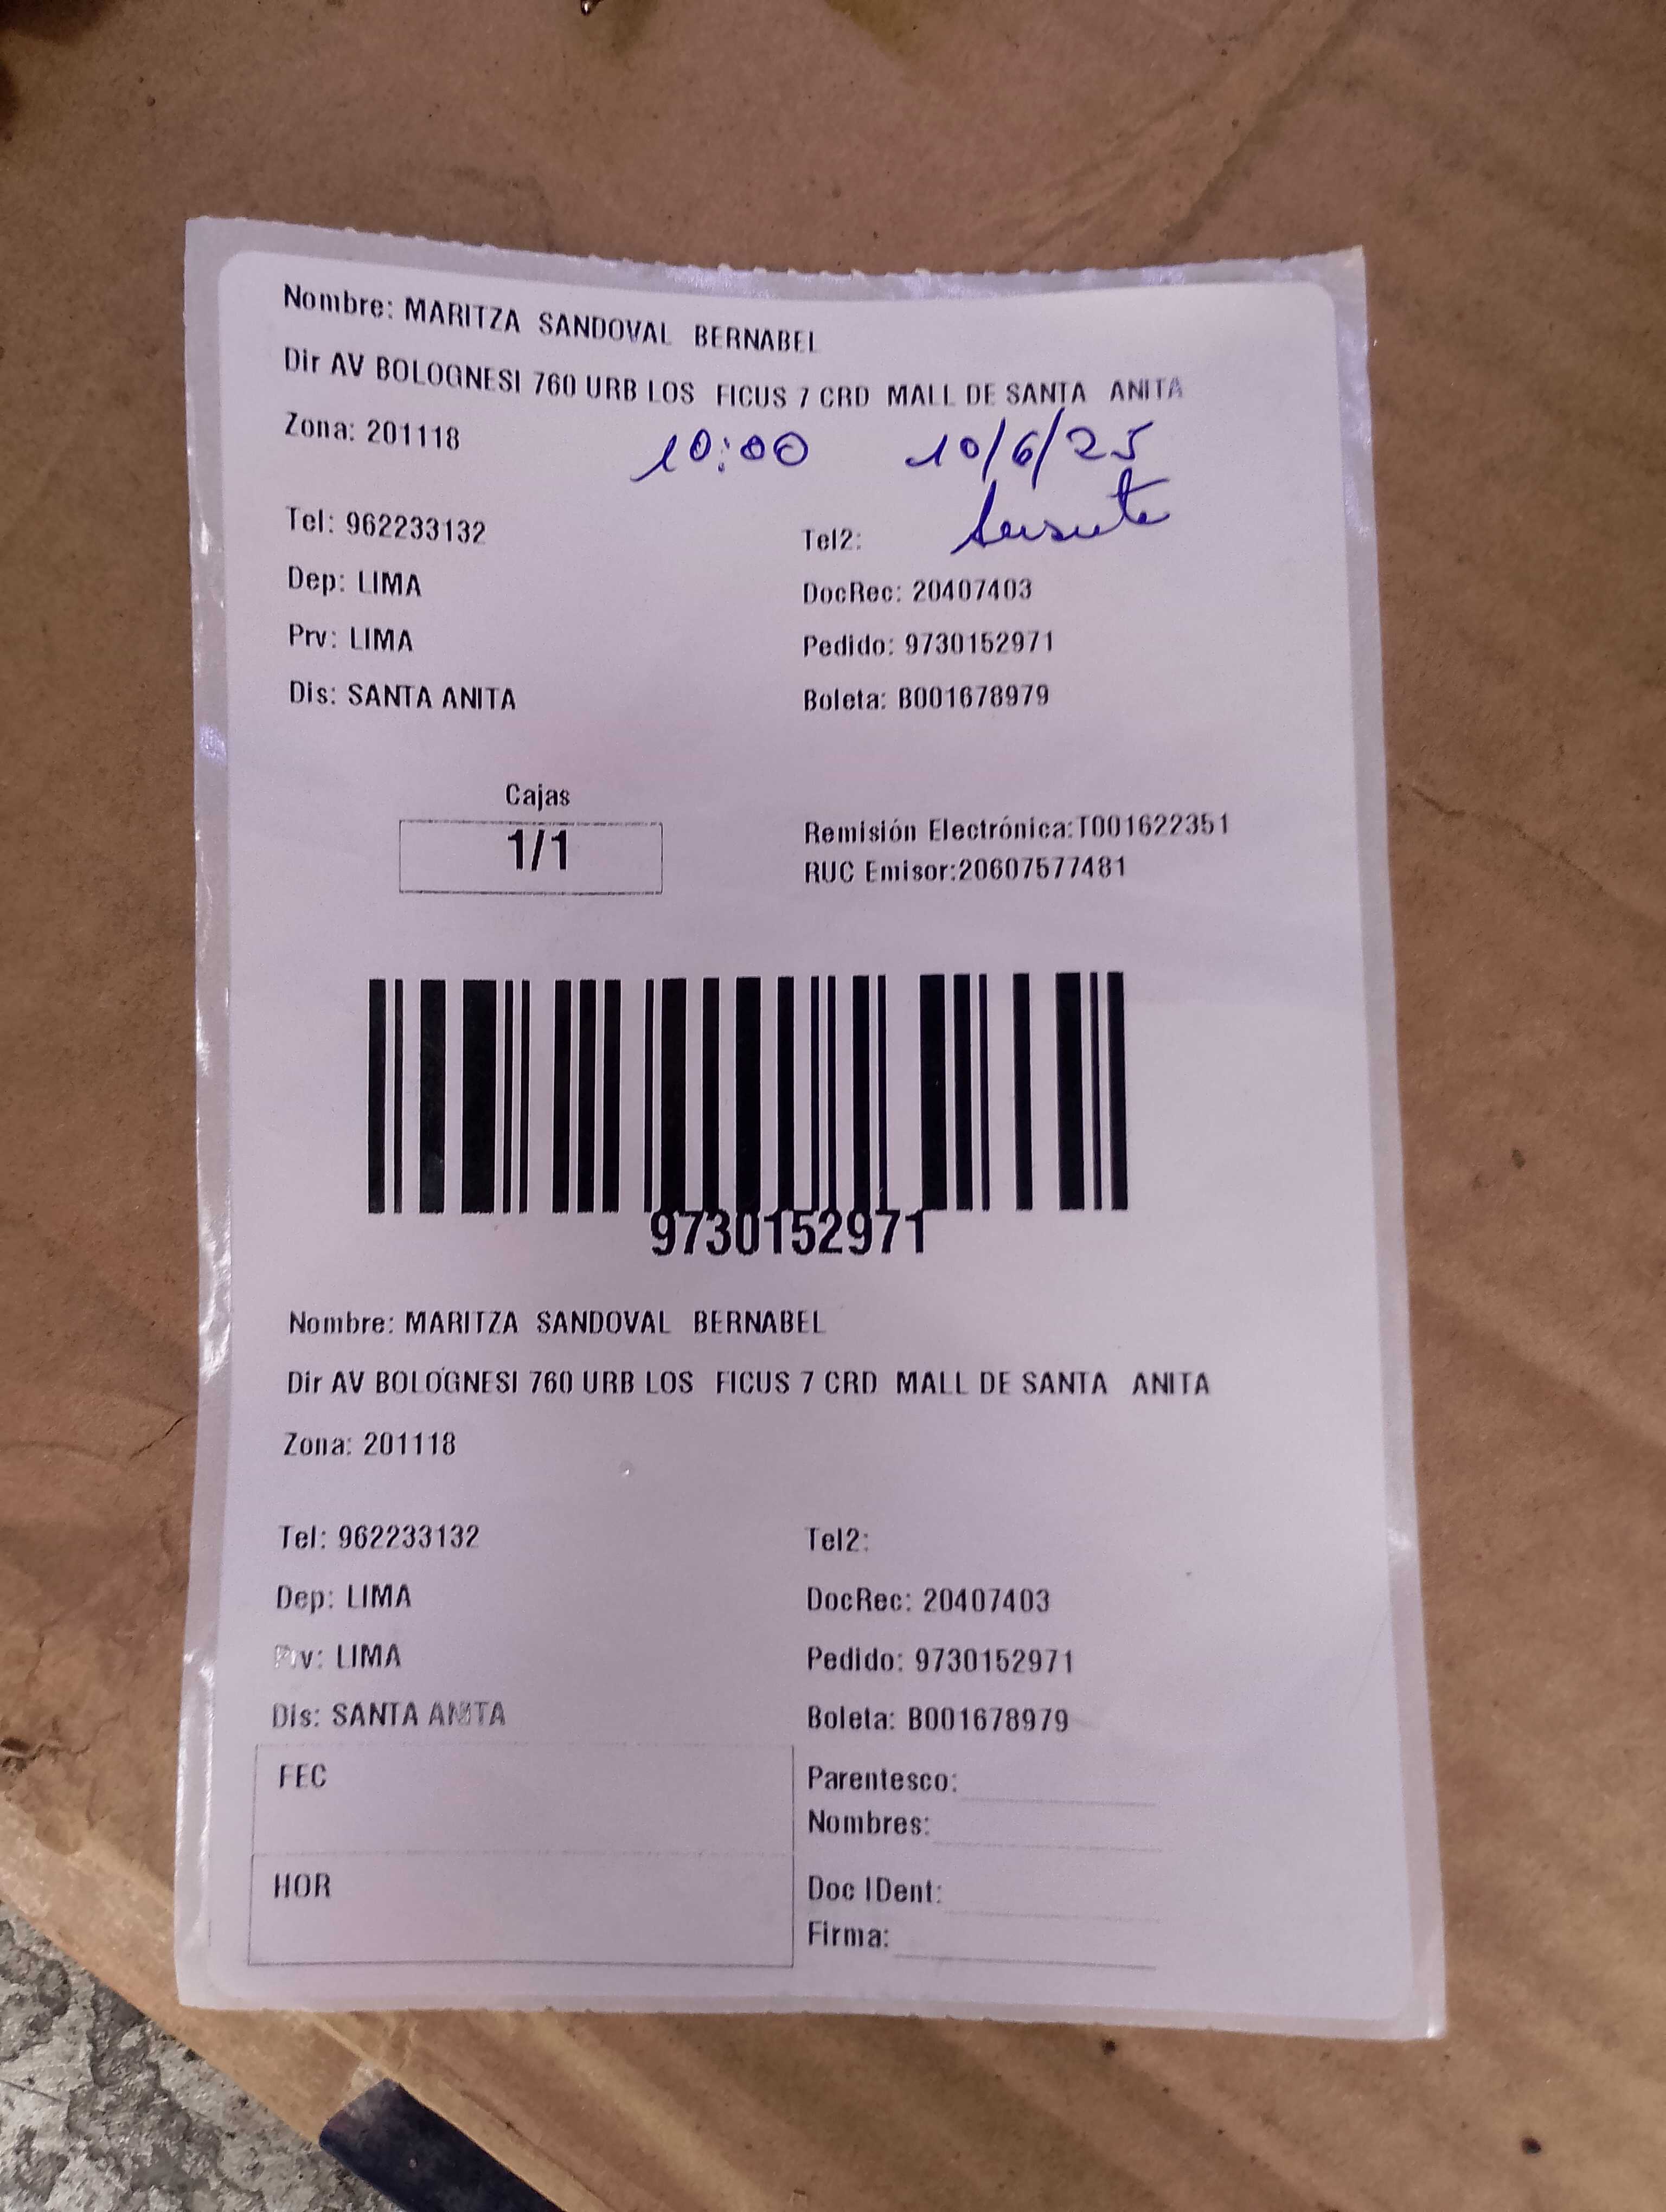 Nombre: MARITZA SANDOVAL BERNABEL
Dir AV BOLOGNESI 760 URB LOS FICUS 7 CRD MALL DE SANTA ANITA
Zona: 201118
10:00 10/6/25
Ausente
Tel: 962233132 Tel2:
Dep: LIMA DocRec: 20407403
Prv: LIMA Pedido: 9730152971
Dis: SANTA ANITA Boleta: B001678979
Cajas
1/1
Remisión Electrónica:T001622351
RUC Emisor:20607577481
9730152971
Nombre: MARITZA SANDOVAL BERNABEL
Dir AV BOLOGNESI 760 URB LOS FICUS 7 CRD MALL DE SANTA ANITA
Zona: 201118
Tel: 962233132 Tel2:
Dep: LIMA DocRec: 20407403
Prv: LIMA Pedido: 9730152971
Dis: SANTA ANITA Boleta: B001678979
FEC Parentesco:
Nombres:
HOR Doc IDent:
Firma: